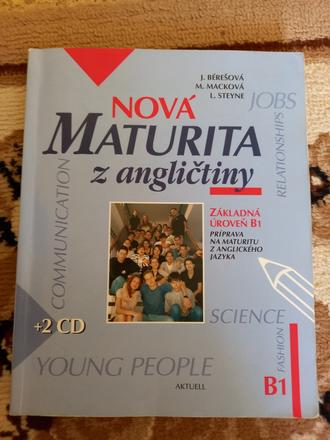 J. BÉREŠOVÁ
M. MACKOVÁ
L. STEYNE
NOVÁ
MATURITA
z angličtiny
JOBS
RELATIONSHIPS
COMMUNICATION
ZÁKLADNÁ
ÚROVEŇ B1
PRÍPRAVA
NA MATURITU
Z ANGLICKÉHO
JAZYKA
+2 CD
SCIENCE
FASHION
YOUNG PEOPLE
AKTUELL
B1